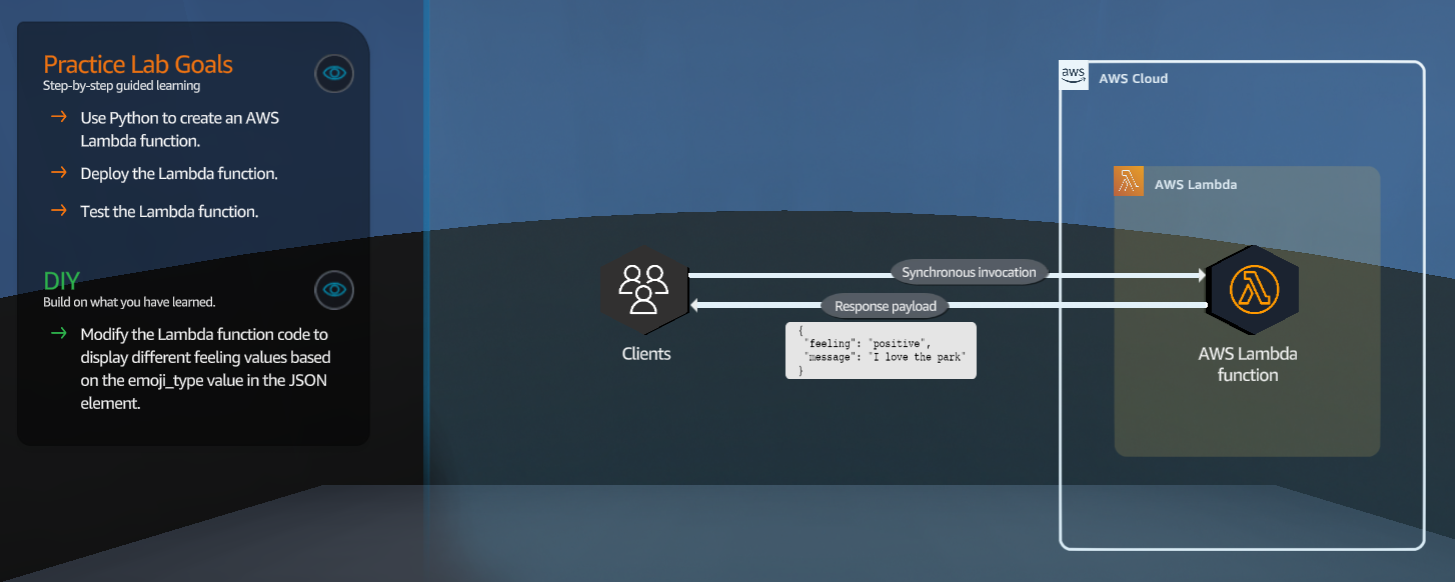 Practice Lab Goals
Step-by-step guided learning
Use Python to create an AWS
Lambda function.
Deploy the Lambda function.
Test the Lambda function.
DIY
Build on what you have learned.
Modify the Lambda function code to
display different feeling values based
on the emoji_type value in the JSON
element.
Clients
Synchronous invocation
Response payload
{
"feeling": "positive",
"message": "I love the park"
}
aws
AWS Cloud
AWS Lambda
AWS Lambda
function